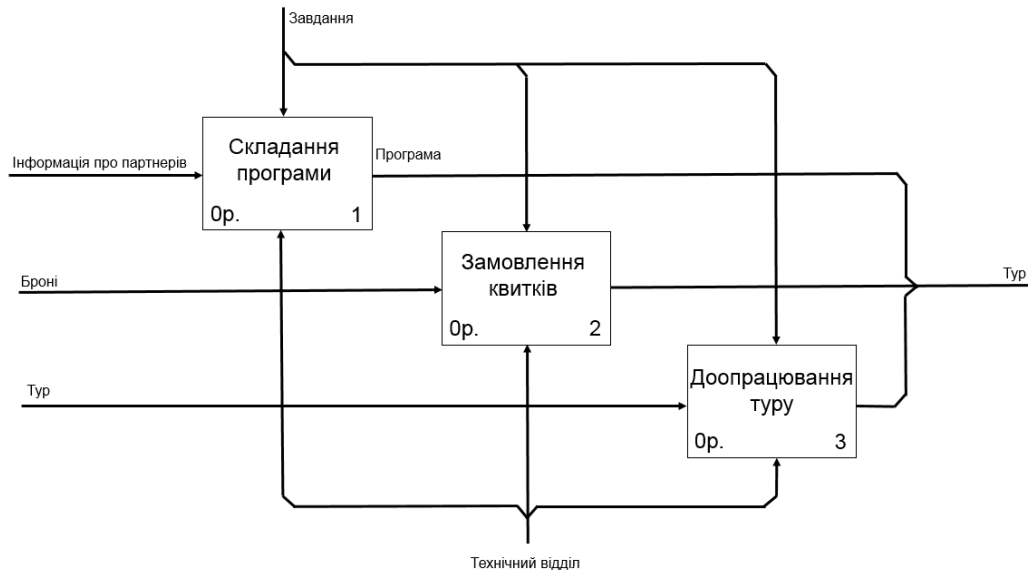 Завдання
Складання
програми
0р. 1
Інформація про партнерів
Програма
Замовлення
квитків
0р. 2
Броні
Тур
Доопрацювання
туру
0р. 3
Тур
Технічний відділ